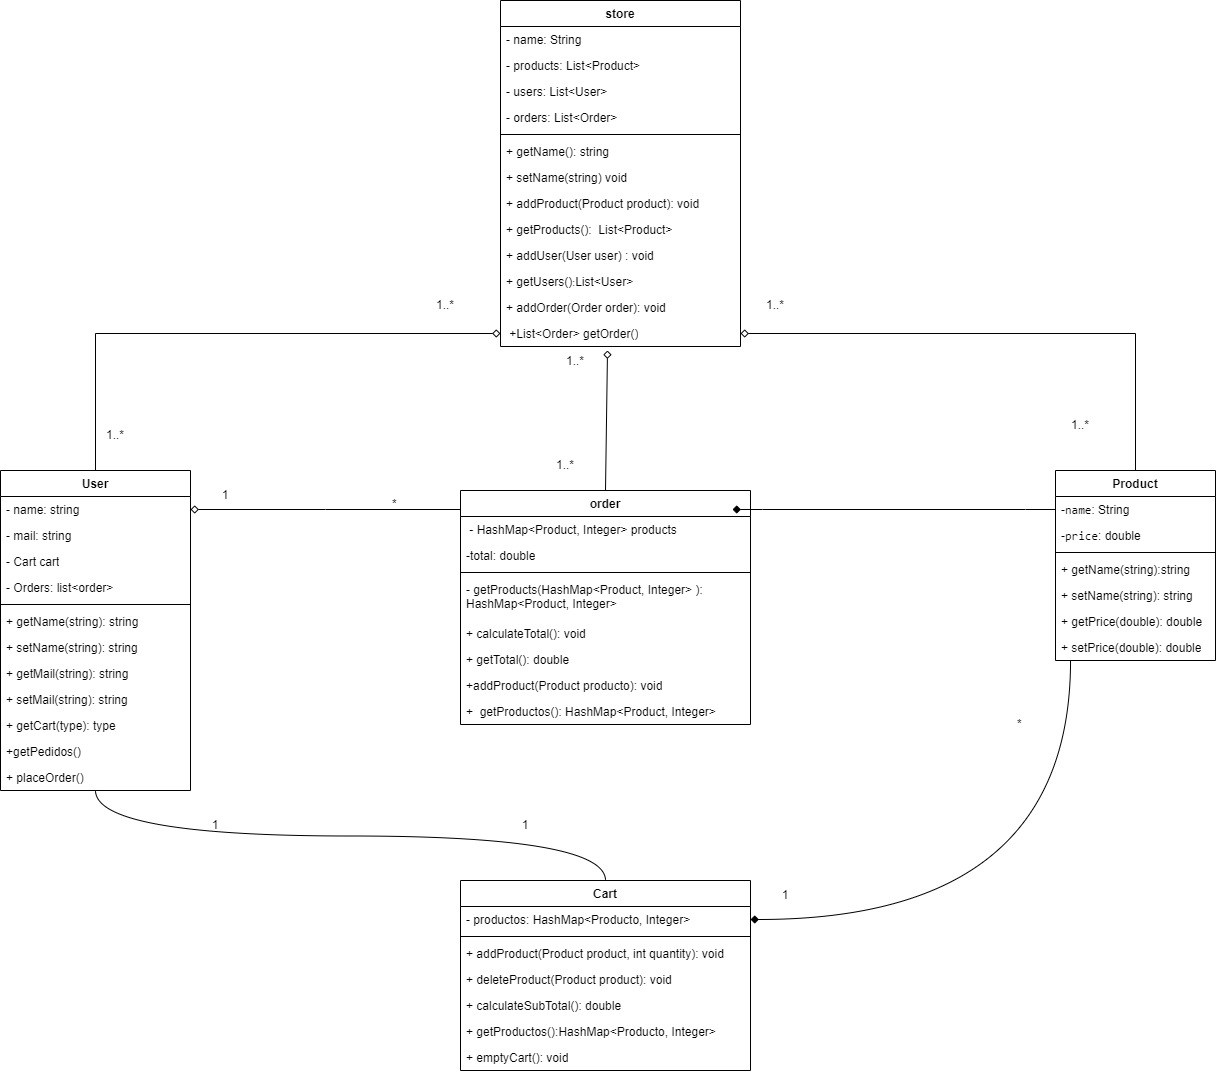 store
- name: String
- products: List<Product>
- users: List<User>
- orders: List<Order>
+ getName(): string
+ setName(string) void
+ addProduct(Product product): void
+ getProducts():  List<Product>
+ addUser(User user) : void
+ getUsers():List<User>
+ addOrder(Order order): void
+List<Order> getOrder()
1..*
1..*
1..*
1..*
1..*
1..*
User
- name: string
- mail: string
- Cart cart
- Orders: list<order>
+ getName(string): string
+ setName(string): string
+ getMail(string): string
+ setMail(string): string
+ getCart(type): type
+getPedidos()
+ placeOrder()
1
*
order
- HashMap<Product, Integer> products
-total: double
- getProducts(HashMap<Product, Integer> ):
HashMap<Product, Integer>
+ calculateTotal(): void
+ getTotal(): double
+addProduct(Product producto): void
+  getProductos(): HashMap<Product, Integer>
Product
-name: String
-price: double
+ getName(string):string
+ setName(string): string
+ getPrice(double): double
+ setPrice(double): double
*
1
1
1
Cart
- productos: HashMap<Producto, Integer>
+ addProduct(Product product, int quantity): void
+ deleteProduct(Product product): void
+ calculateSubTotal(): double
+ getProductos():HashMap<Producto, Integer>
+ emptyCart(): void